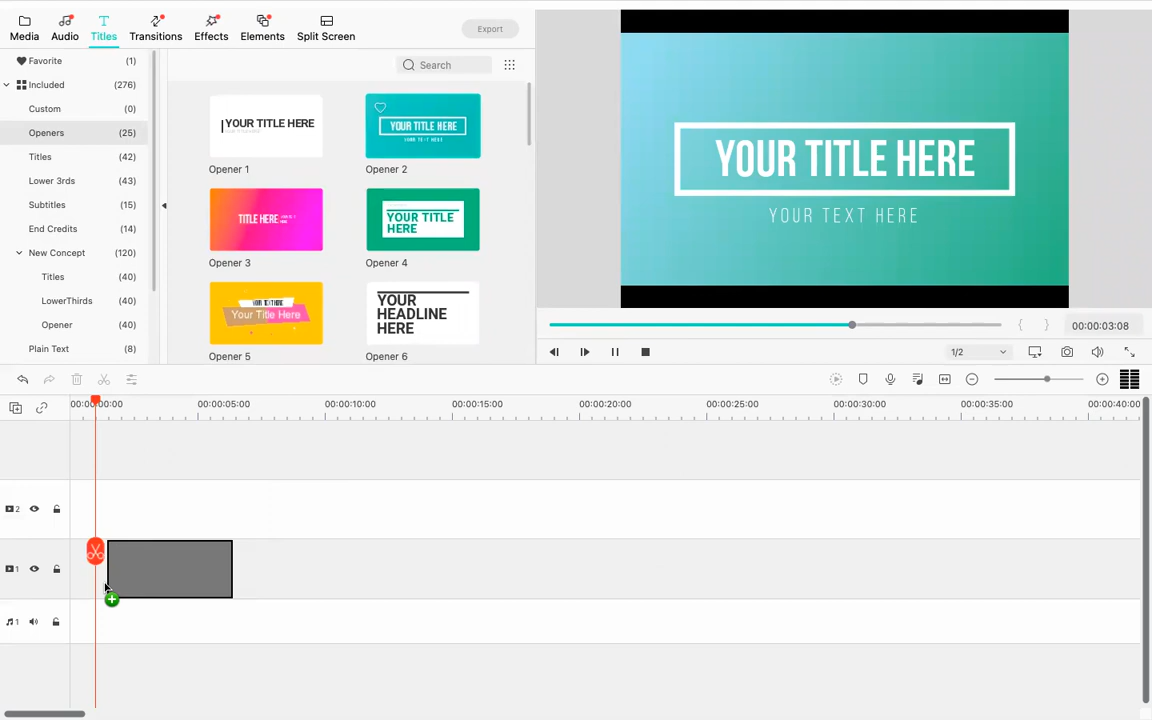 Media Audio Titles Transitions Effects Elements Split Screen Export
Favorite (1)
Included (276)
Custom (0)
Openers (25)
Titles (42)
Lower 3rds (43)
Subtitles (15)
End Credits (14)
New Concept (120)
Titles (40)
LowerThirds (40)
Opener (40)
Plain Text (8)
Search
YOUR TITLE HERE
Opener 1
YOUR TITLE HERE
YOUR TEXT HERE
Opener 2
TITLE HERE
Opener 3
YOUR TITLE
HERE
Opener 4
Your Title Here
Opener 5
YOUR
HEADLINE
HERE
Opener 6
YOUR TITLE HERE
YOUR TEXT HERE
00:00:03:08
1/2
00:00:00:00 00:00:05:00 00:00:10:00 00:00:15:00 00:00:20:00 00:00:25:00 00:00:30:00 00:00:35:00 00:00:40:00
2
1
1